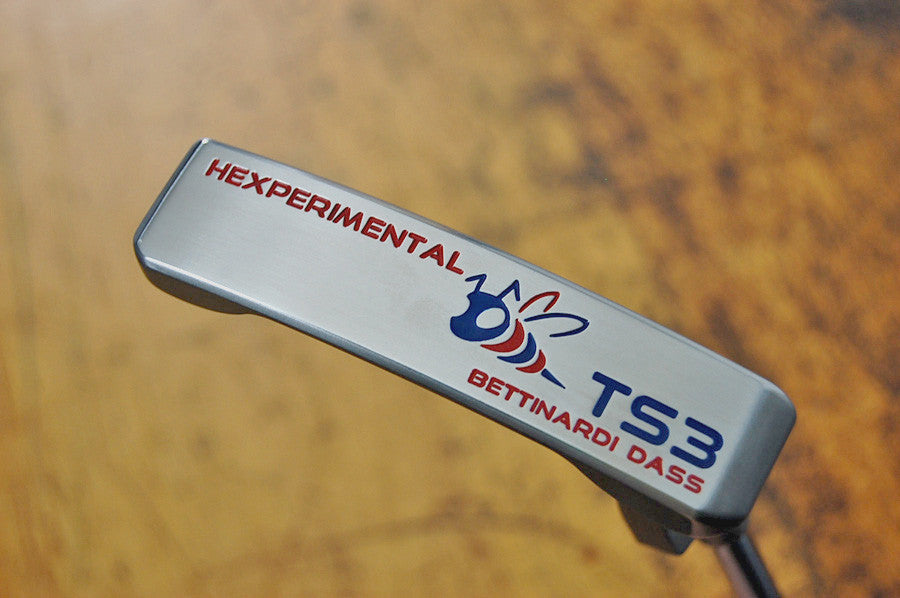 HEXPERIMENTAL
TS3
BETTINARDI DASS